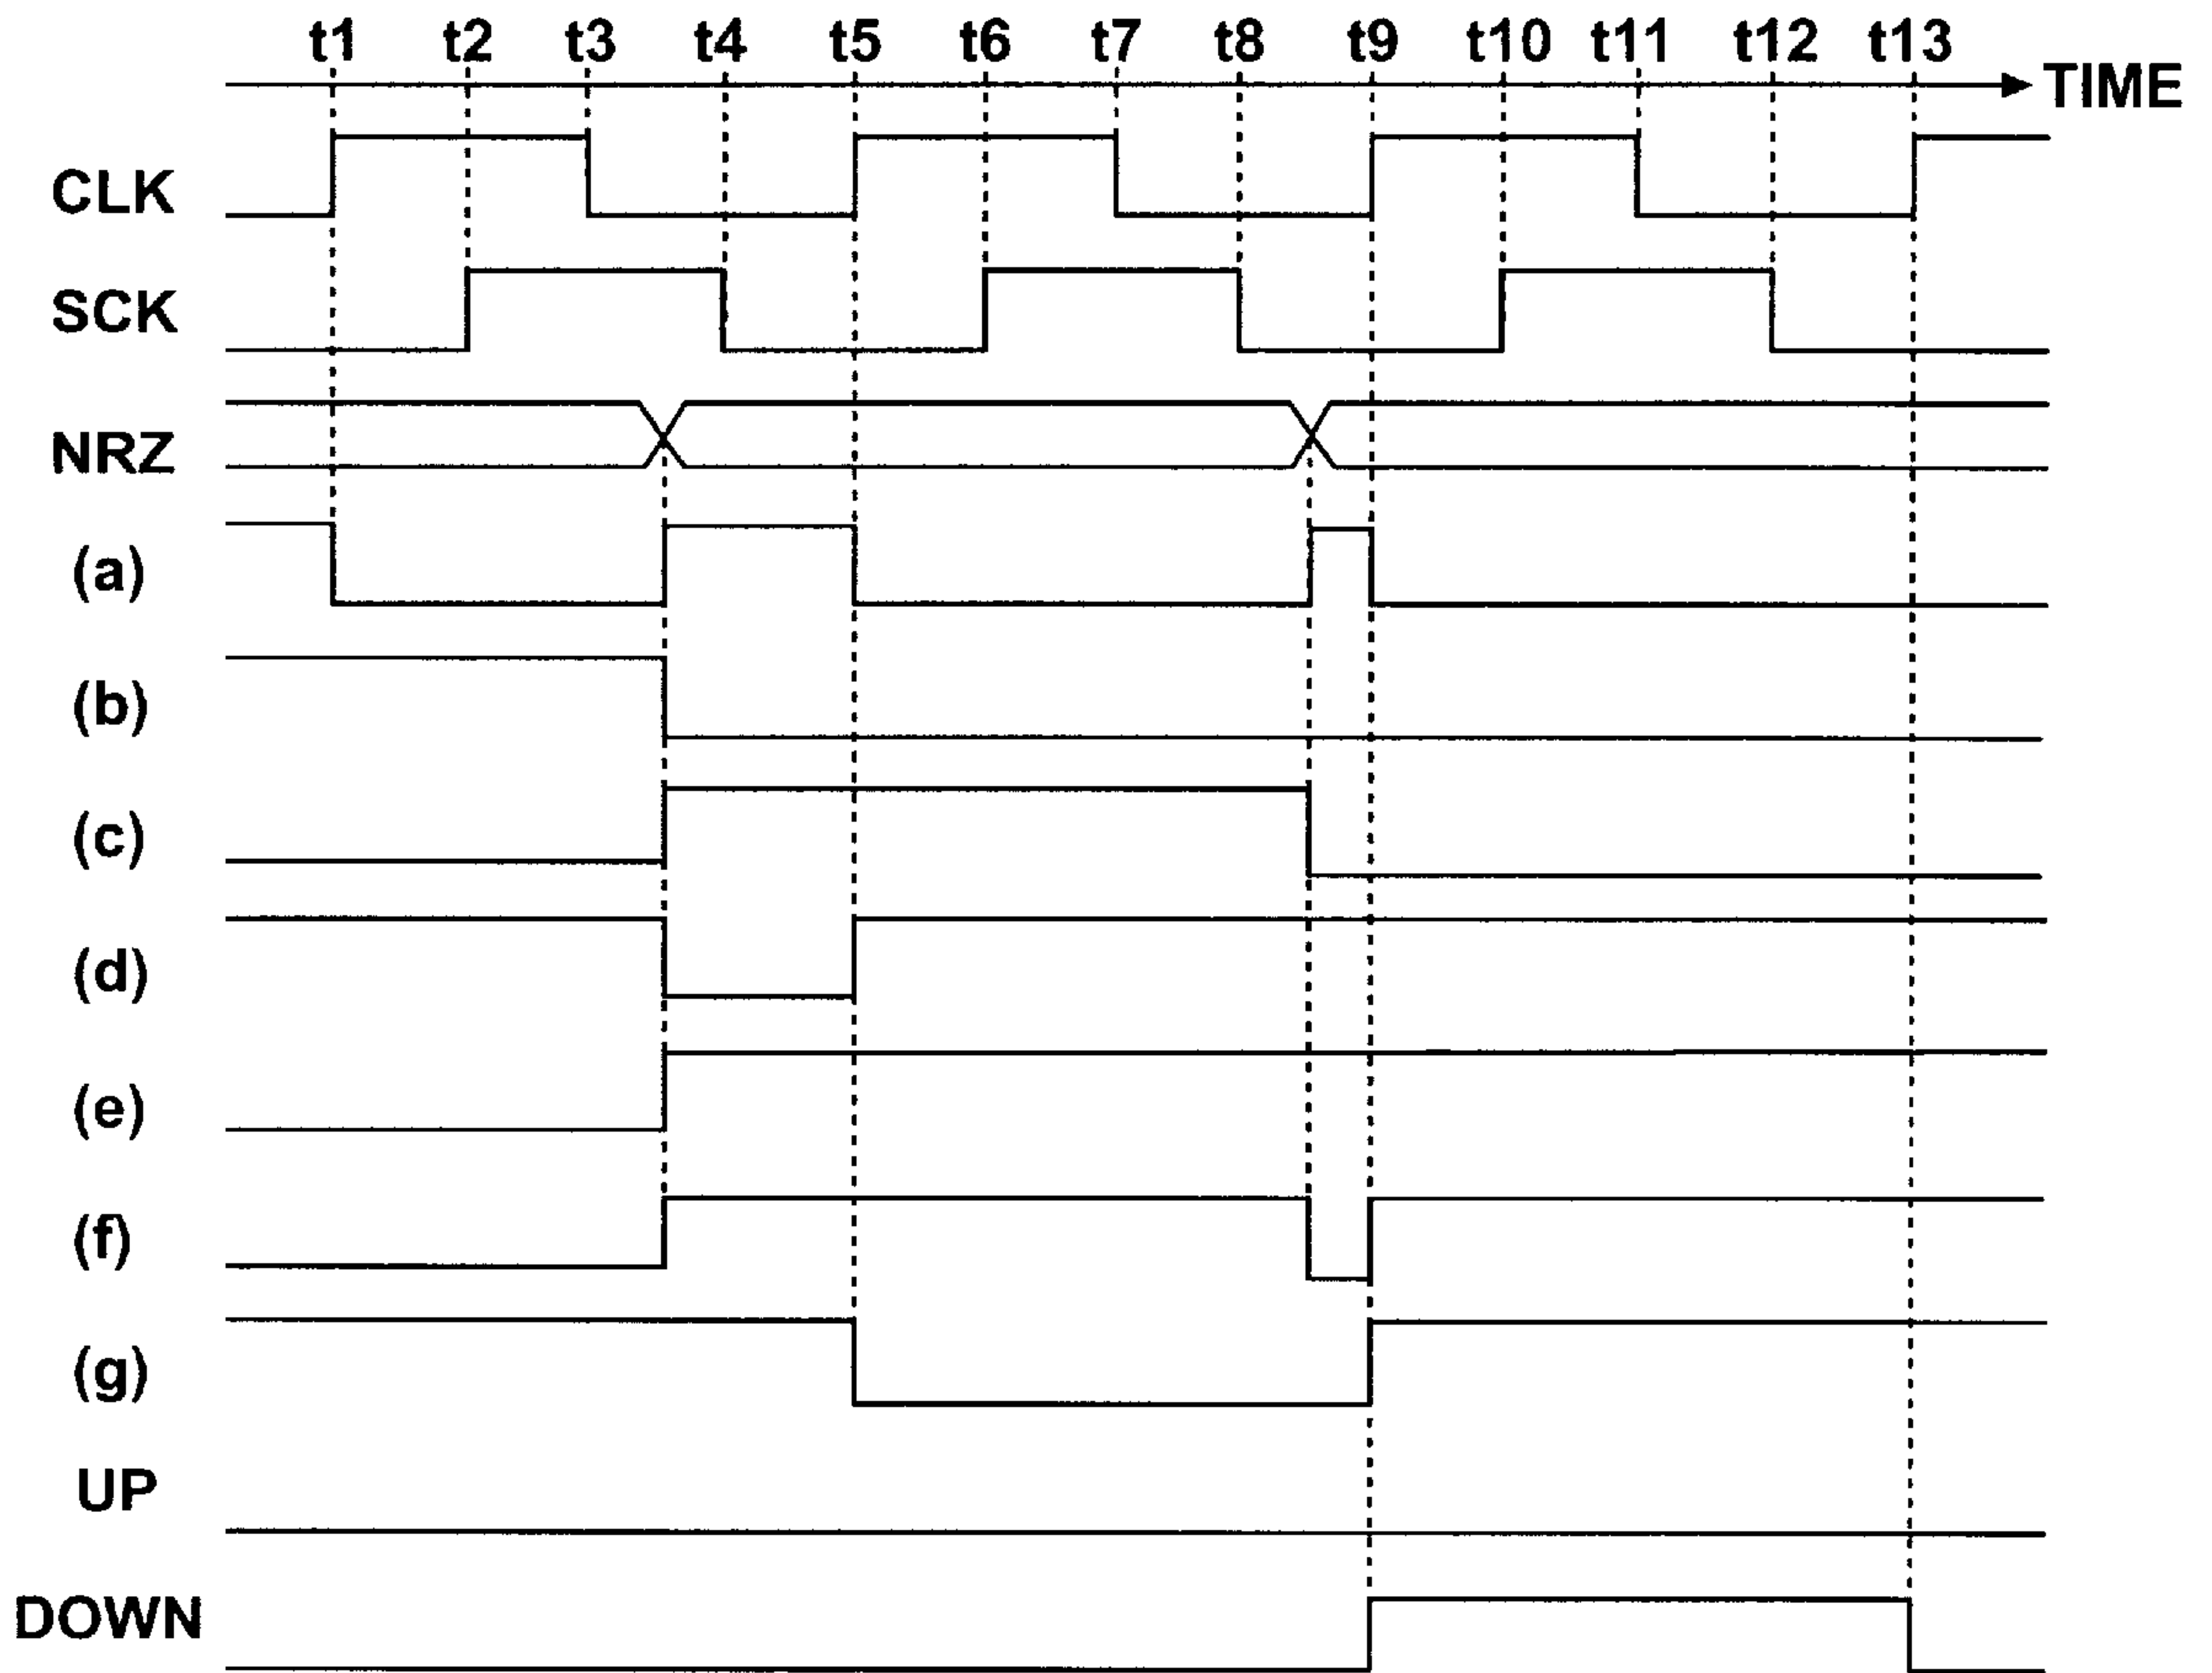 t1 t2 t3 t4 t5 t6 t7 t8 t9 t10 t11 t12 t13
TIME
CLK
SCK
NRZ
(a)
(b)
(c)
(d)
(e)
(f)
(g)
UP
DOWN